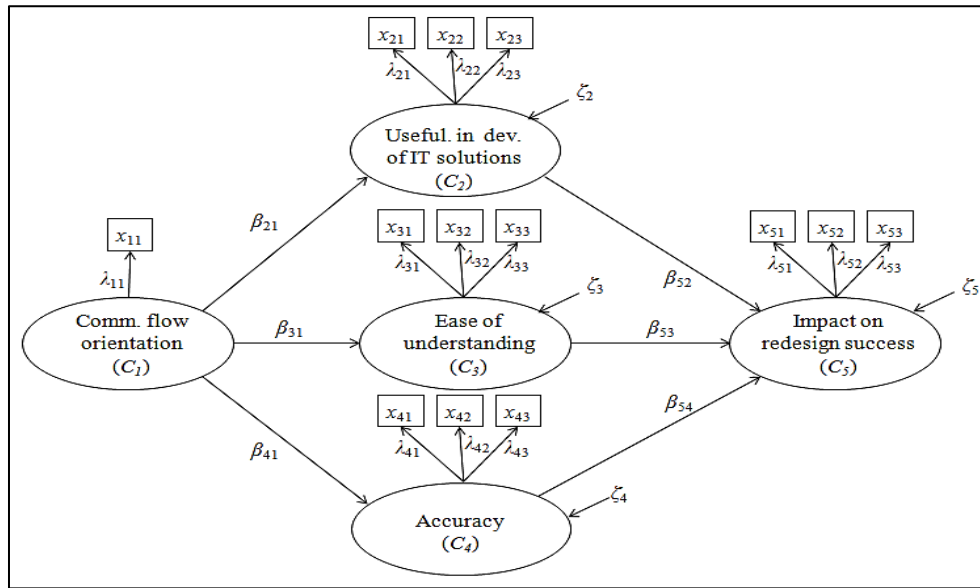 x₂₁ x₂₂ x₂₃
λ₂₁ λ₂₂ λ₂₃
ζ₂
Useful. in dev.
of IT solutions
(C₂)
β₂₁
x₁₁
λ₁₁
Comm. flow
orientation
(C₁)
x₃₁ x₃₂ x₃₃
λ₃₁ λ₃₂ λ₃₃
ζ₃
β₃₁
Ease of
understanding
(C₃)
β₅₂
β₅₃
x₅₁ x₅₂ x₅₃
λ₅₁ λ₅₂ λ₅₃
ζ₅
Impact on
redesign success
(C₅)
β₄₁
x₄₁ x₄₂ x₄₃
λ₄₁ λ₄₂ λ₄₃
β₅₄
ζ₄
Accuracy
(C₄)